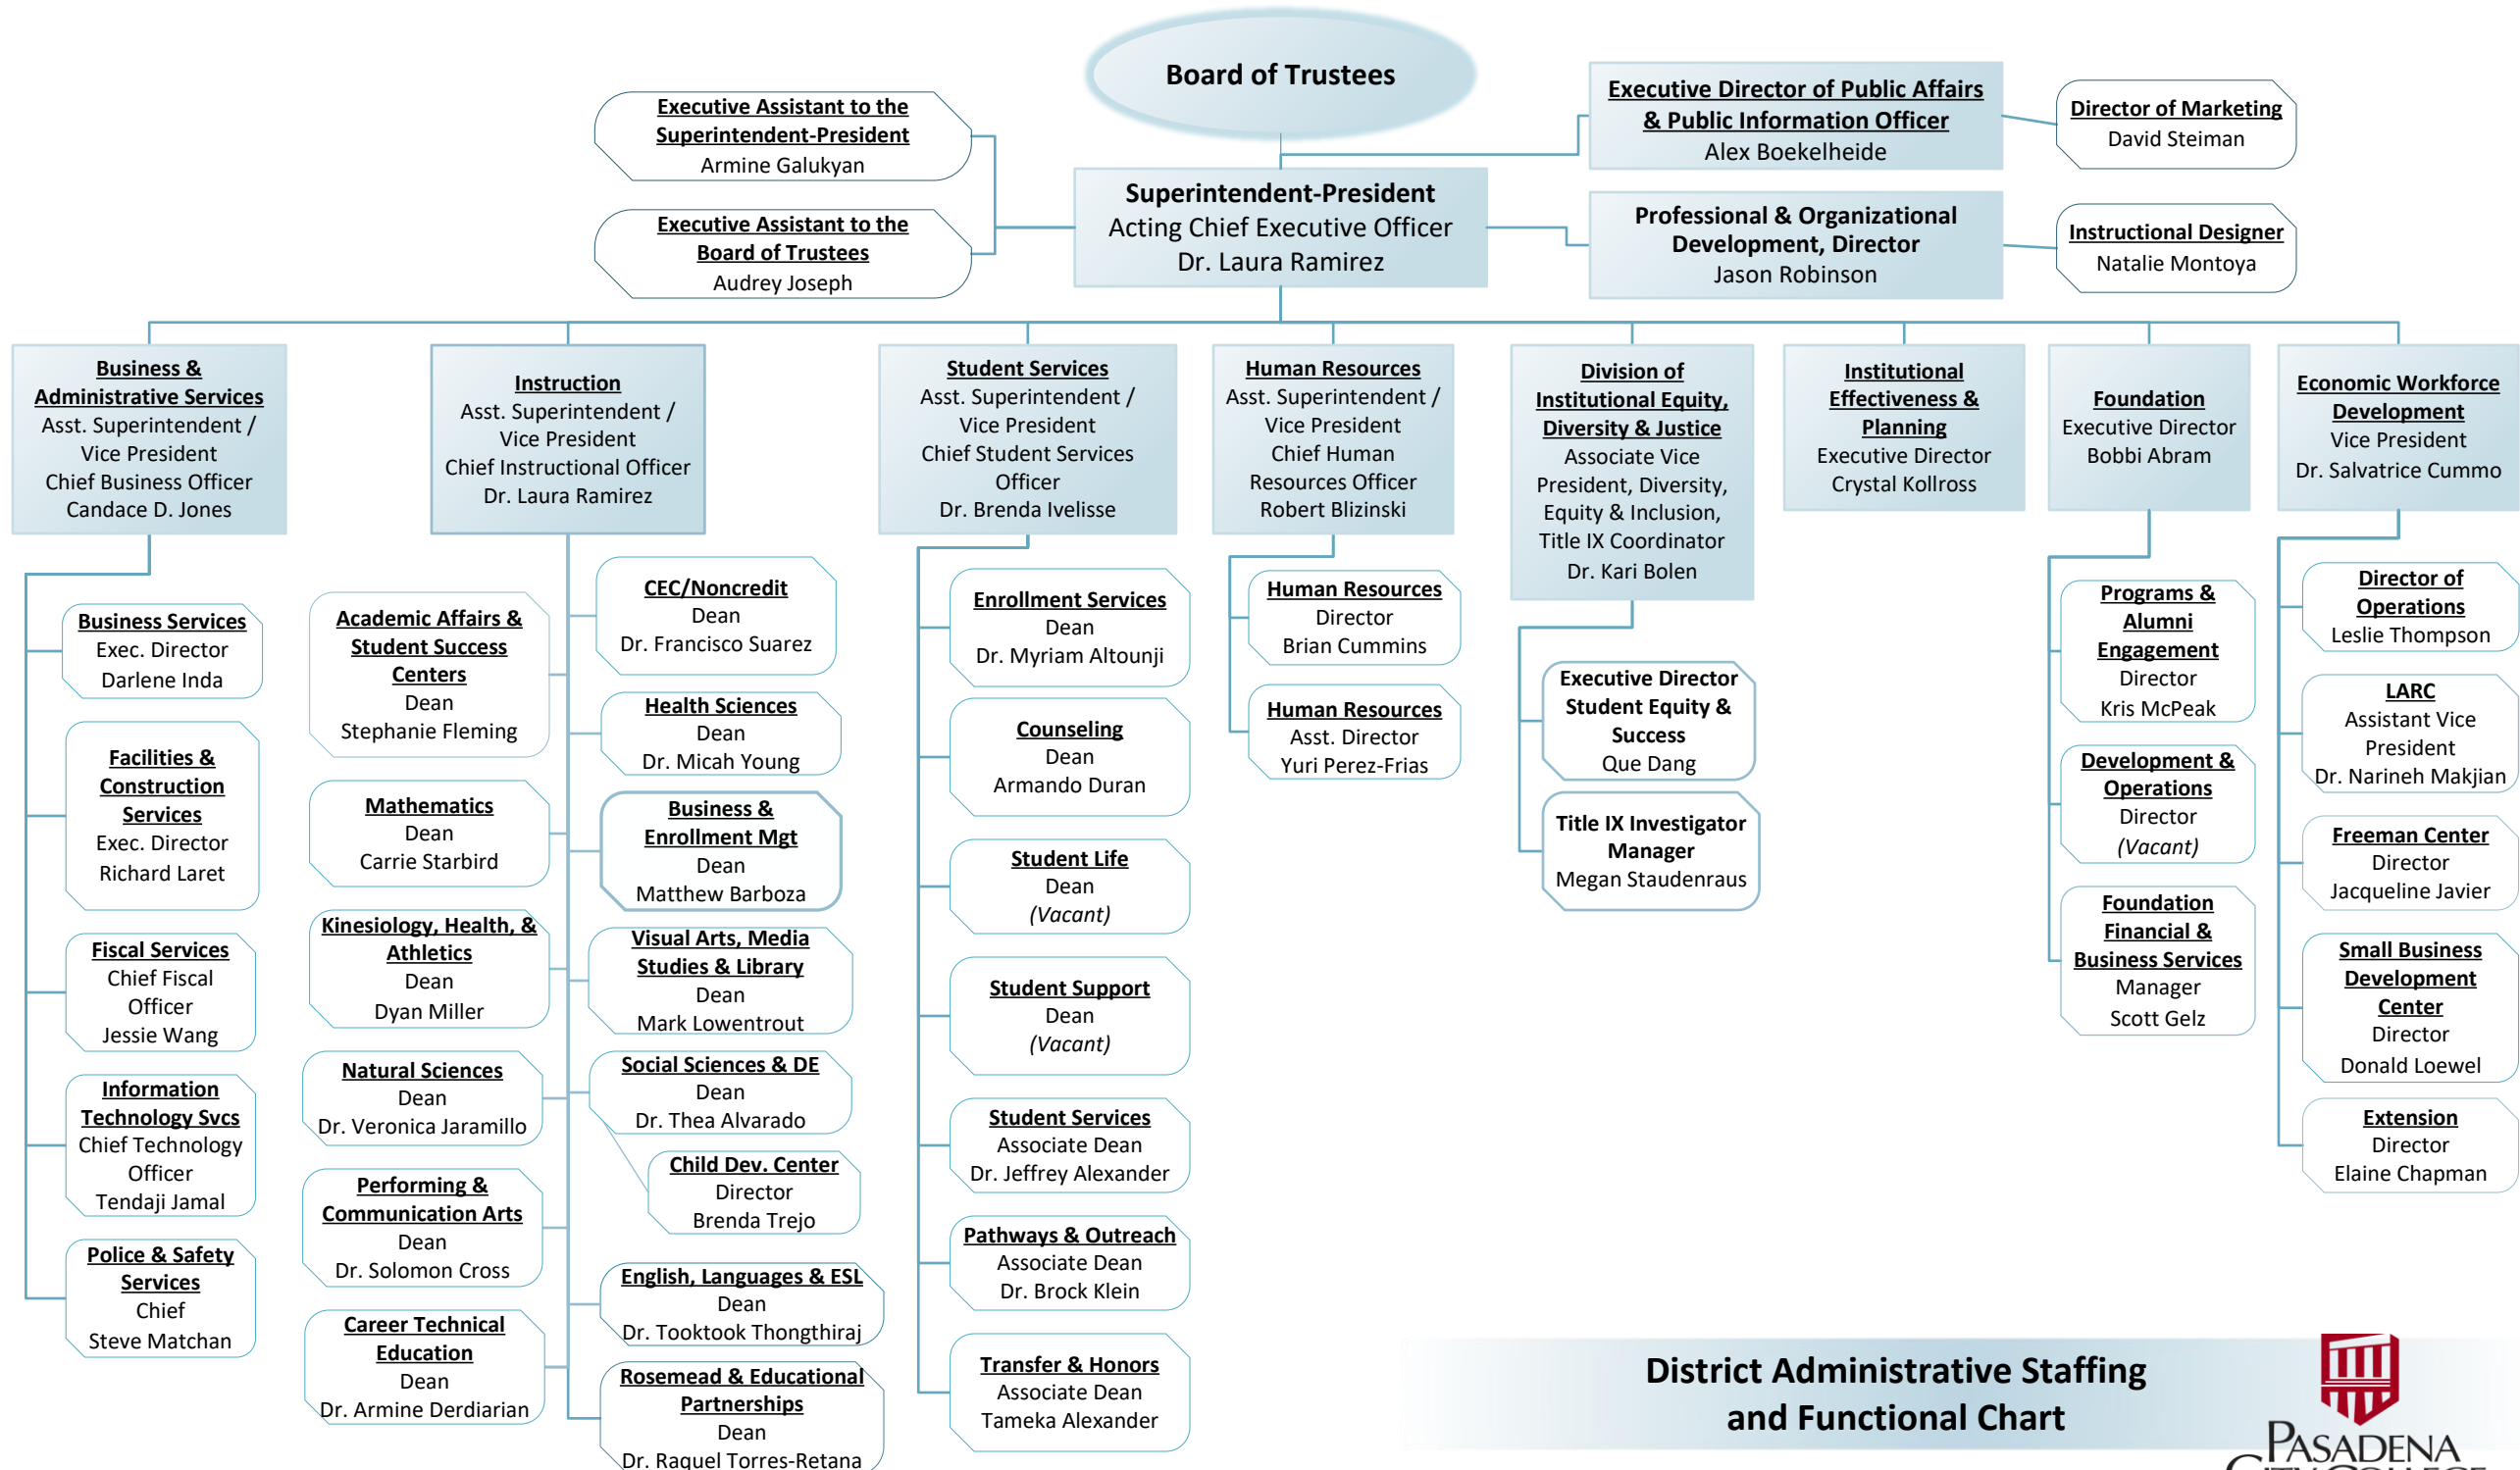 Board of Trustees
Executive Assistant to the
Superintendent-President
Armine Galukyan
Executive Assistant to the
Board of Trustees
Audrey Joseph
Superintendent-President
Acting Chief Executive Officer
Dr. Laura Ramirez
Executive Director of Public Affairs
& Public Information Officer
Alex Boekelheide
Director of Marketing
David Steiman
Professional & Organizational
Development, Director
Jason Robinson
Instructional Designer
Natalie Montoya
Business &
Administrative Services
Asst. Superintendent /
Vice President
Chief Business Officer
Candace D. Jones
Business Services
Exec. Director
Darlene Inda
Facilities &
Construction
Services
Exec. Director
Richard Laret
Fiscal Services
Chief Fiscal
Officer
Jessie Wang
Information
Technology Svcs
Chief Technology
Officer
Tendaji Jamal
Police & Safety
Services
Chief
Steve Matchan
Instruction
Asst. Superintendent /
Vice President
Chief Instructional Officer
Dr. Laura Ramirez
Academic Affairs &
Student Success
Centers
Dean
Stephanie Fleming
Mathematics
Dean
Carrie Starbird
Kinesiology, Health, &
Athletics
Dean
Dyan Miller
Natural Sciences
Dean
Dr. Veronica Jaramillo
Performing &
Communication Arts
Dean
Dr. Solomon Cross
Career Technical
Education
Dean
Dr. Armine Derdiarian
CEC/Noncredit
Dean
Dr. Francisco Suarez
Health Sciences
Dean
Dr. Micah Young
Business &
Enrollment Mgt
Dean
Matthew Barboza
Visual Arts, Media
Studies & Library
Dean
Mark Lowentrout
Social Sciences & DE
Dean
Dr. Thea Alvarado
Child Dev. Center
Director
Brenda Trejo
English, Languages & ESL
Dean
Dr. Tooktook Thongthiraj
Rosemead & Educational
Partnerships
Dean
Dr. Raquel Torres-Retana
Student Services
Asst. Superintendent /
Vice President
Chief Student Services
Officer
Dr. Brenda Ivelisse
Enrollment Services
Dean
Dr. Myriam Altounji
Counseling
Dean
Armando Duran
Student Life
Dean
(Vacant)
Student Support
Dean
(Vacant)
Student Services
Associate Dean
Dr. Jeffrey Alexander
Pathways & Outreach
Associate Dean
Dr. Brock Klein
Transfer & Honors
Associate Dean
Tameka Alexander
Human Resources
Asst. Superintendent /
Vice President
Chief Human
Resources Officer
Robert Blizinski
Human Resources
Director
Brian Cummins
Human Resources
Asst. Director
Yuri Perez-Frias
Division of
Institutional Equity,
Diversity & Justice
Associate Vice
President, Diversity,
Equity & Inclusion,
Title IX Coordinator
Dr. Kari Bolen
Executive Director
Student Equity &
Success
Que Dang
Title IX Investigator
Manager
Megan Staudenraus
Institutional
Effectiveness &
Planning
Executive Director
Crystal Kollross
Foundation
Executive Director
Bobbi Abram
Programs &
Alumni
Engagement
Director
Kris McPeak
Development &
Operations
Director
(Vacant)
Foundation
Financial &
Business Services
Manager
Scott Gelz
Economic Workforce
Development
Vice President
Dr. Salvatrice Cummo
Director of
Operations
Leslie Thompson
LARC
Assistant Vice
President
Dr. Narineh Makjian
Freeman Center
Director
Jacqueline Javier
Small Business
Development
Center
Director
Donald Loewel
Extension
Director
Elaine Chapman
District Administrative Staffing
and Functional Chart
PASADENA
CITY COLLEGE